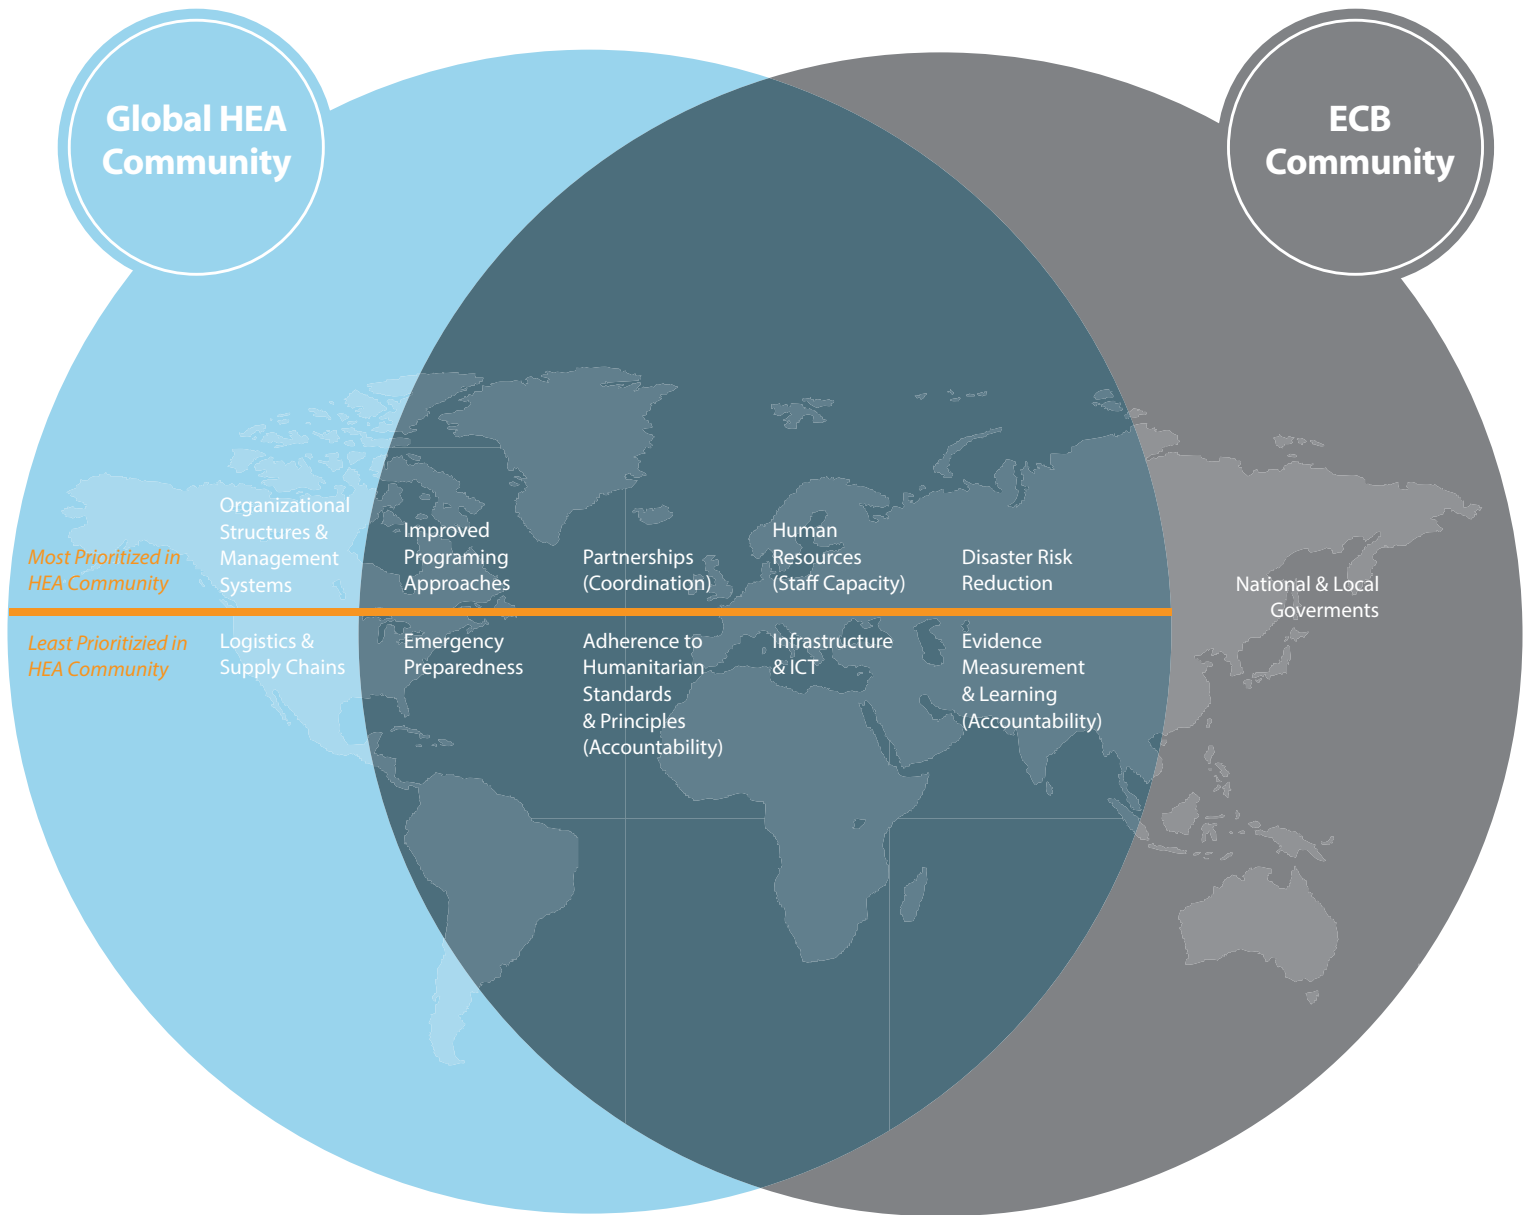 Global HEA
Community
ECB
Community
Most Prioritized in
HEA Community
Organizational
Structures &
Management
Systems
Improved
Programing
Approaches
Partnerships
(Coordination)
Human
Resources
(Staff Capacity)
Disaster Risk
Reduction
National & Local
Goverments
Least Prioritizied in
HEA Community
Logistics &
Supply Chains
Emergency
Preparedness
Adherence to
Humanitarian
Standards
& Principles
(Accountability)
Infrastructure
& ICT
Evidence
Measurement
& Learning
(Accountability)